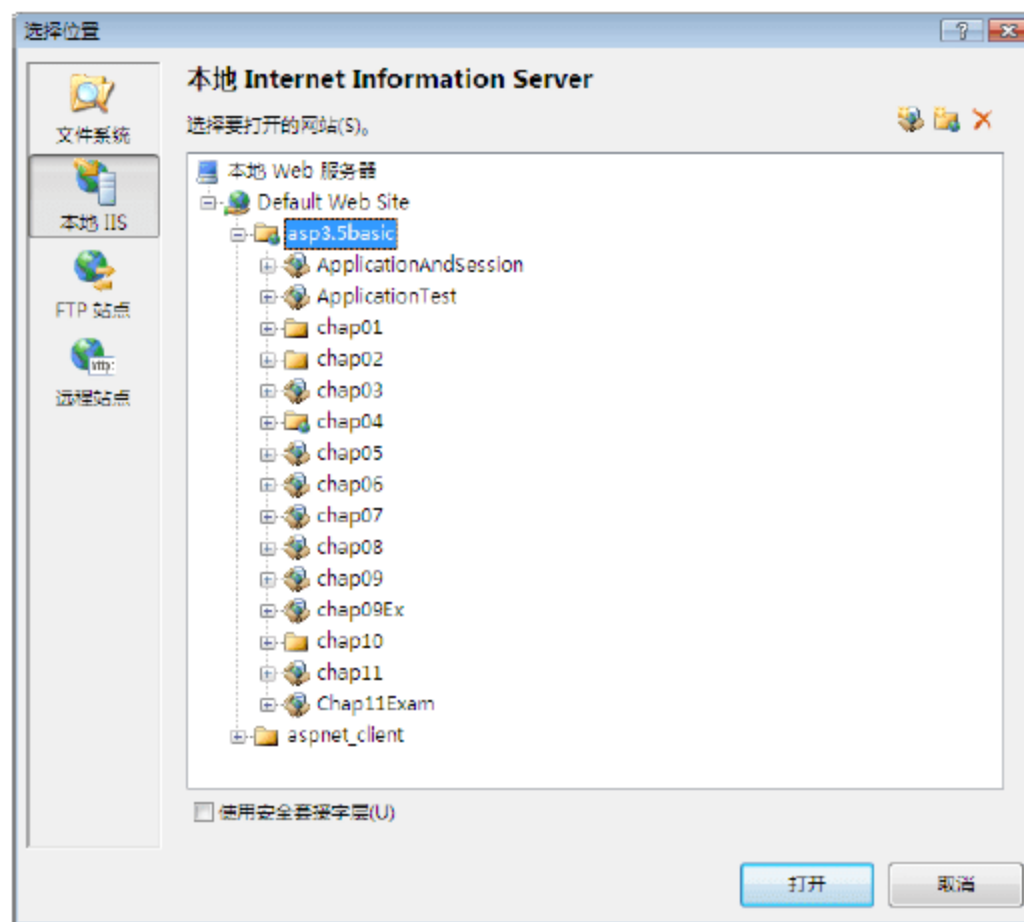 选择位置
文件系统
本地 IIS
FTP 站点
远程站点
本地 Internet Information Server
选择要打开的网站(S)。
本地 Web 服务器
Default Web Site
asp3.5basic
ApplicationAndSession
ApplicationTest
chap01
chap02
chap03
chap04
chap05
chap06
chap07
chap08
chap09
chap09Ex
chap10
chap11
Chap11Exam
aspnet_client
使用安全套接字层(U)
打开
取消